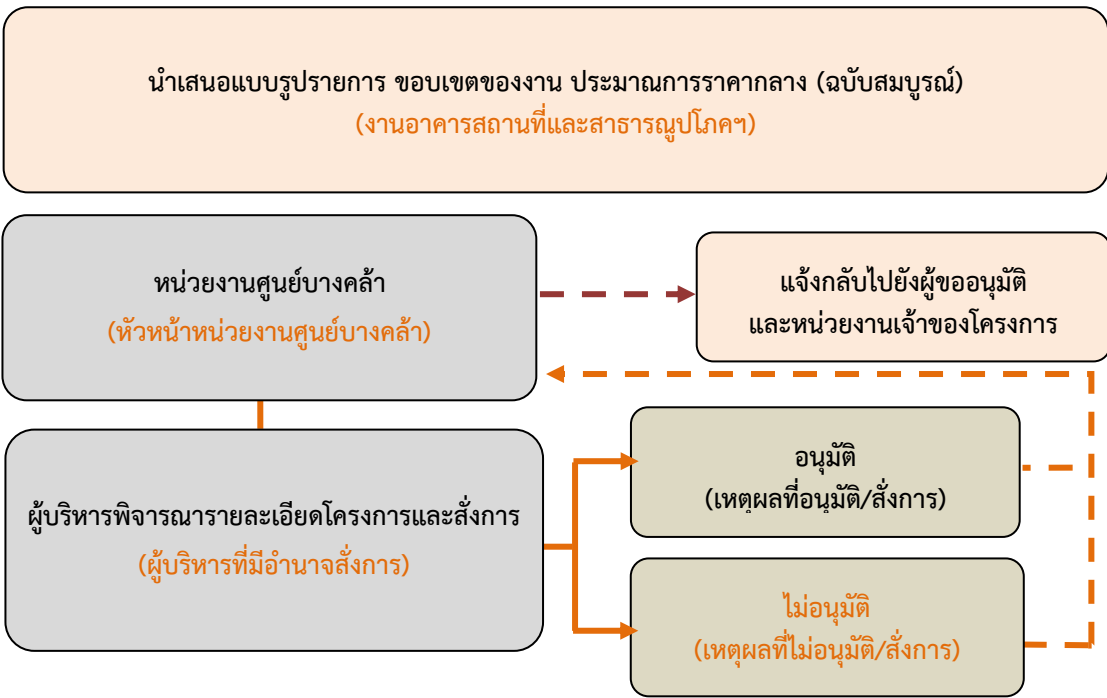 นำเสนอแบบรูปรายการ ขอบเขตของงาน ประมาณการราคากลาง (ฉบับสมบูรณ์)
(งานอาคารสถานที่และสาธารณูปโภคฯ)
หน่วยงานศูนย์บางคล้า
(หัวหน้าหน่วยงานศูนย์บางคล้า)
แจ้งกลับไปยังผู้ขออนุมัติ
และหน่วยงานเจ้าของโครงการ
ผู้บริหารพิจารณารายละเอียดโครงการและสั่งการ
(ผู้บริหารที่มีอำนาจสั่งการ)
อนุมัติ
(เหตุผลที่อนุมัติ/สั่งการ)
ไม่อนุมัติ
(เหตุผลที่ไม่อนุมัติ/สั่งการ)